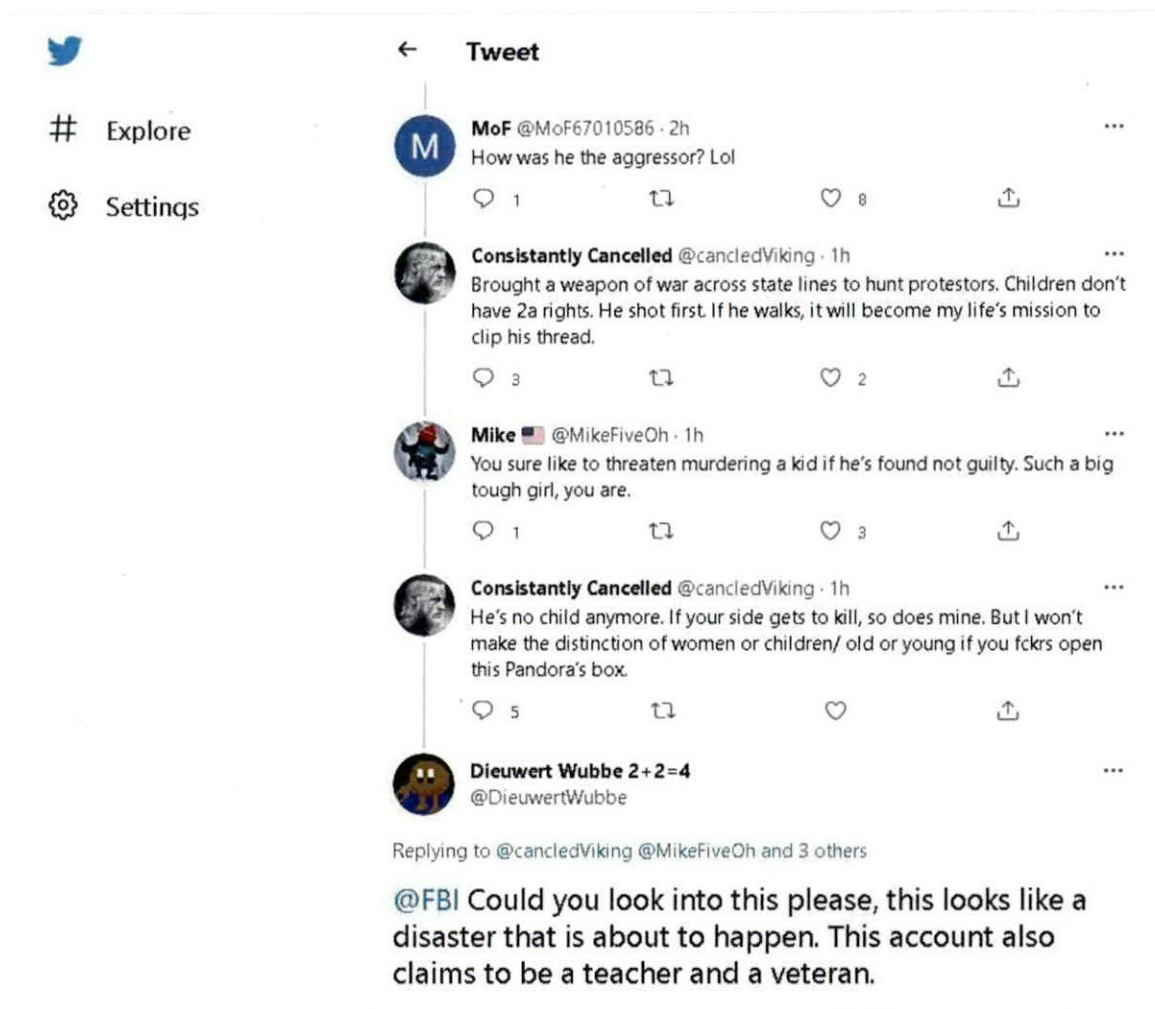 Tweet
# Explore
Settings
M
MoF @MoF67010586 · 2h
How was he the aggressor? Lol
1
8
Consistantly Cancelled @cancledViking · 1h
Brought a weapon of war across state lines to hunt protestors. Children don't
have 2a rights. He shot first. If he walks, it will become my life's mission to
clip his thread.
3
2
Mike 🇺🇸 @MikeFiveOh · 1h
You sure like to threaten murdering a kid if he's found not guilty. Such a big
tough girl, you are.
1
3
Consistantly Cancelled @cancledViking · 1h
He's no child anymore. If your side gets to kill, so does mine. But I won't
make the distinction of women or children/ old or young if you fckrs open
this Pandora's box.
5
Dieuwert Wubbe 2+2=4
@DieuwertWubbe
Replying to @cancledViking @MikeFiveOh and 3 others
@FBI Could you look into this please, this looks like a
disaster that is about to happen. This account also
claims to be a teacher and a veteran.